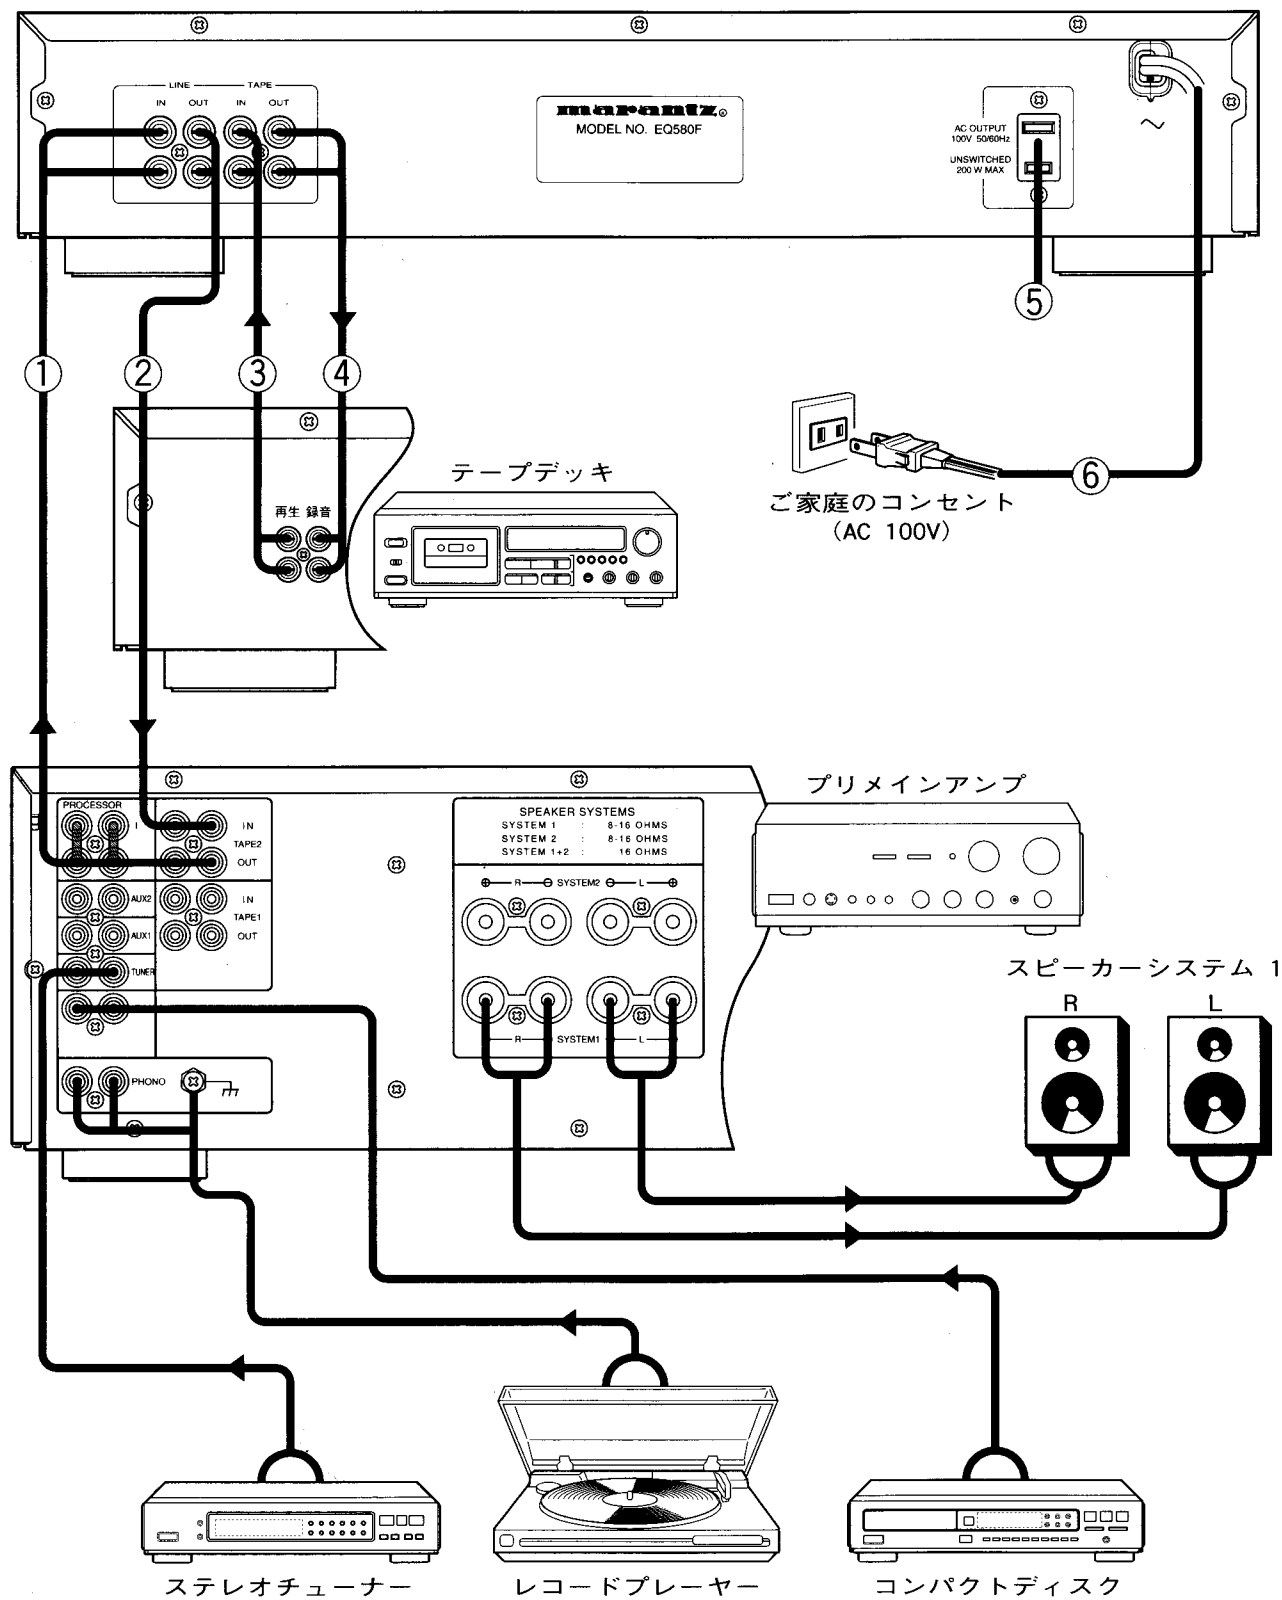 LINE TAPE
IN OUT IN OUT
marantz®
MODEL NO. EQ580F
AC OUTPUT
100V 50/60Hz
UNSWITCHED
200 W MAX
～
⑤
① ② ③ ④
テープデッキ
再生 録音
⑥
ご家庭のコンセント
(AC 100V)
プリメインアンプ
PROCESSOR
I
IN
TAPE2
OUT
AUX2
IN
TAPE1
AUX1
OUT
TUNER
PHONO
SPEAKER SYSTEMS
SYSTEM 1 : 8-16 OHMS
SYSTEM 2 : 8-16 OHMS
SYSTEM 1+2 : 16 OHMS
⊕ R ⊖ SYSTEM2 ⊖ L ⊕
R SYSTEM1 L
スピーカーシステム 1
R L
ステレオチューナー
レコードプレーヤー
コンパクトディスク